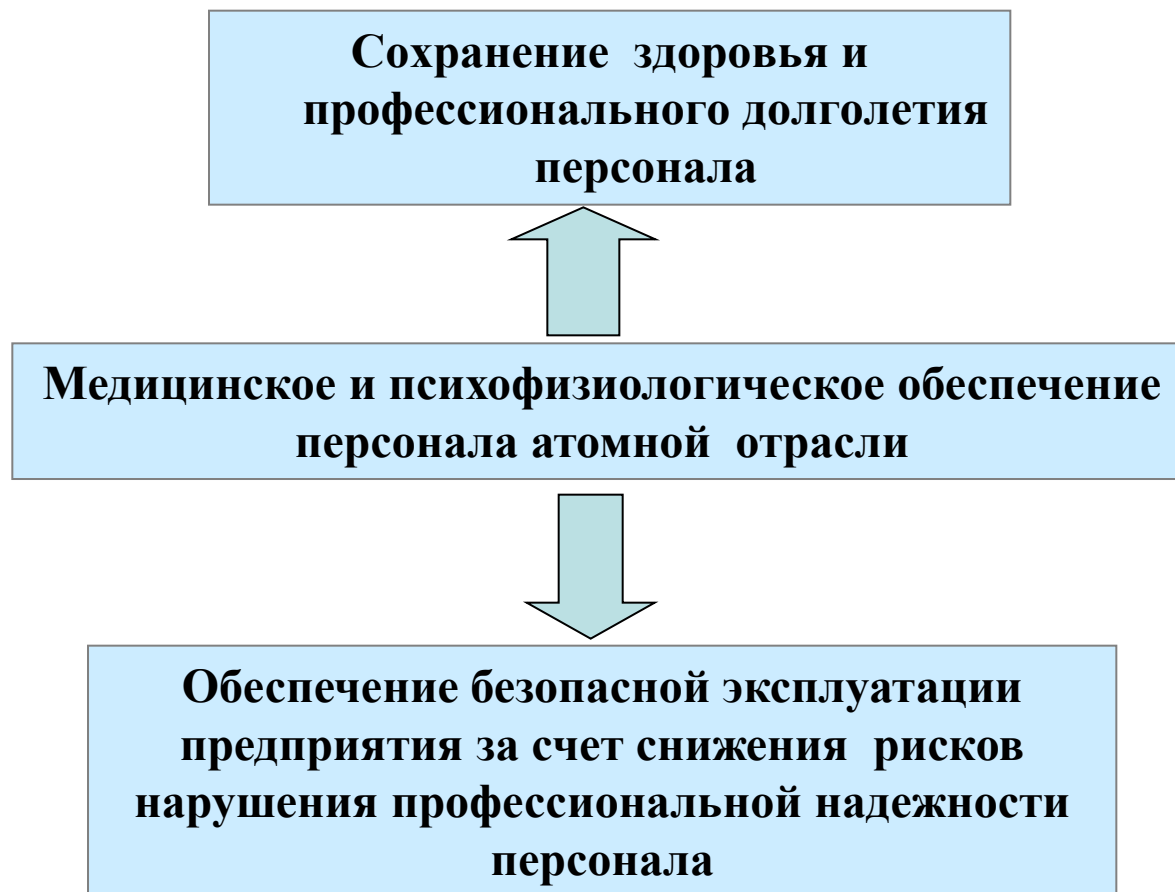 Сохранение здоровья и
профессионального долголетия
персонала
Медицинское и психофизиологическое обеспечение
персонала атомной отрасли
Обеспечение безопасной эксплуатации
предприятия за счет снижения рисков
нарушения профессиональной надежности
персонала